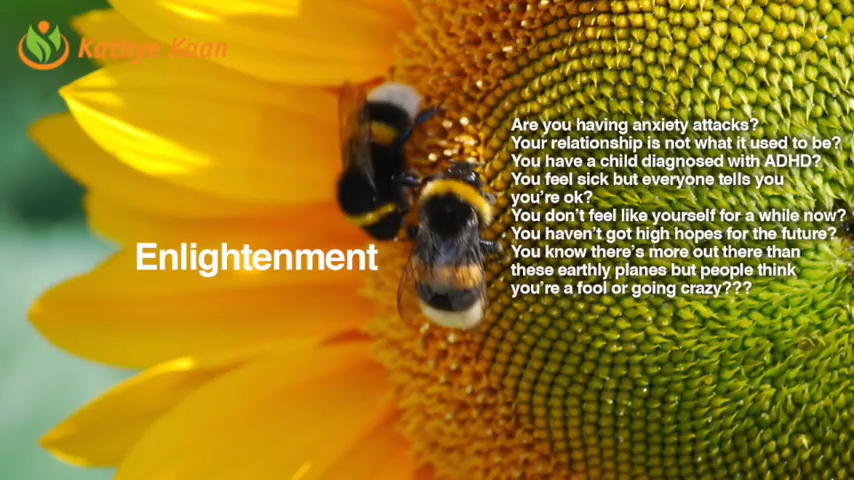 Kathye Kaan
Enlightenment
Are you having anxiety attacks?
Your relationship is not what it used to be?
You have a child diagnosed with ADHD?
You feel sick but everyone tells you
you're ok?
You don't feel like yourself for a while now?
You haven't got high hopes for the future?
You know there's more out there than
these earthly planes but people think
you're a fool or going crazy???